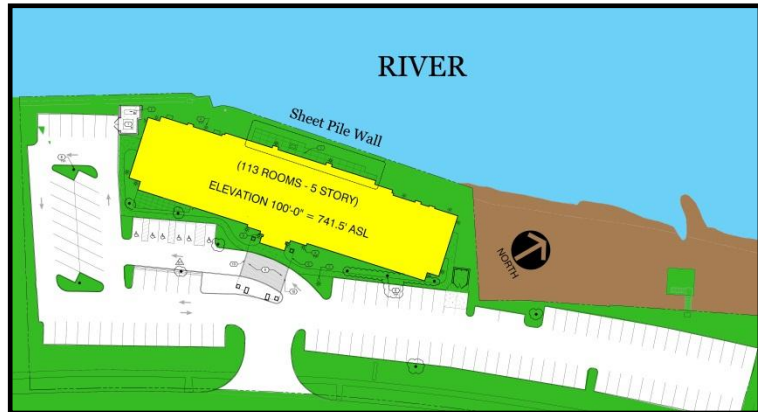 RIVER
Sheet Pile Wall
(113 ROOMS - 5 STORY)
ELEVATION 100'-0" = 741.5' ASL
NORTH